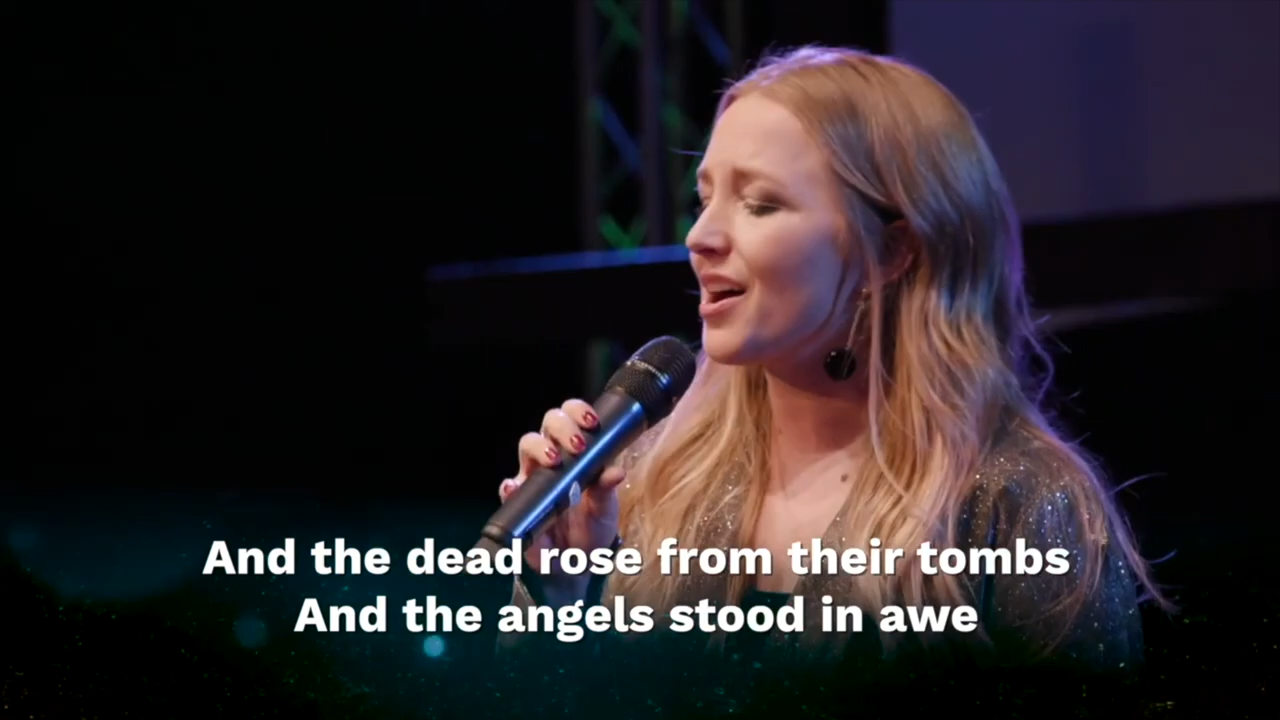 And the dead rose from their tombs
And the angels stood in awe